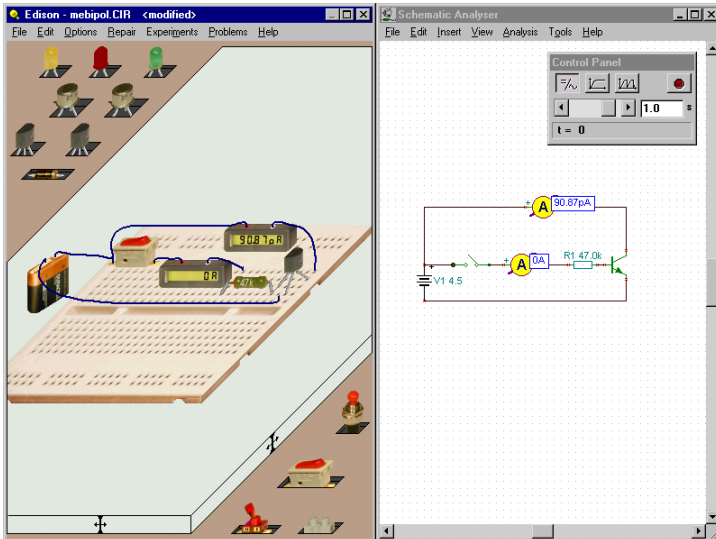 Edison - mebipol.CIR <modified>
File Edit Options Repair Experiments Problems Help
90.87pA
0A
47k
Schematic Analyser
File Edit Insert View Analysis Tools Help
Control Panel
1.0 s
t = 0
A 90.87pA
A 0A
R1 47.0k
V1 4.5